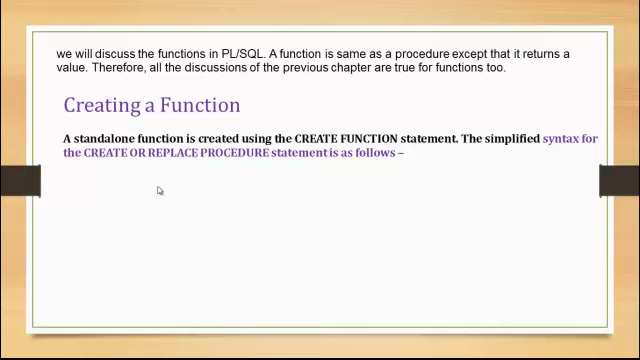 we will discuss the functions in PL/SQL. A function is same as a procedure except that it returns a
value. Therefore, all the discussions of the previous chapter are true for functions too.
Creating a Function
A standalone function is created using the CREATE FUNCTION statement. The simplified syntax for
the CREATE OR REPLACE PROCEDURE statement is as follows –